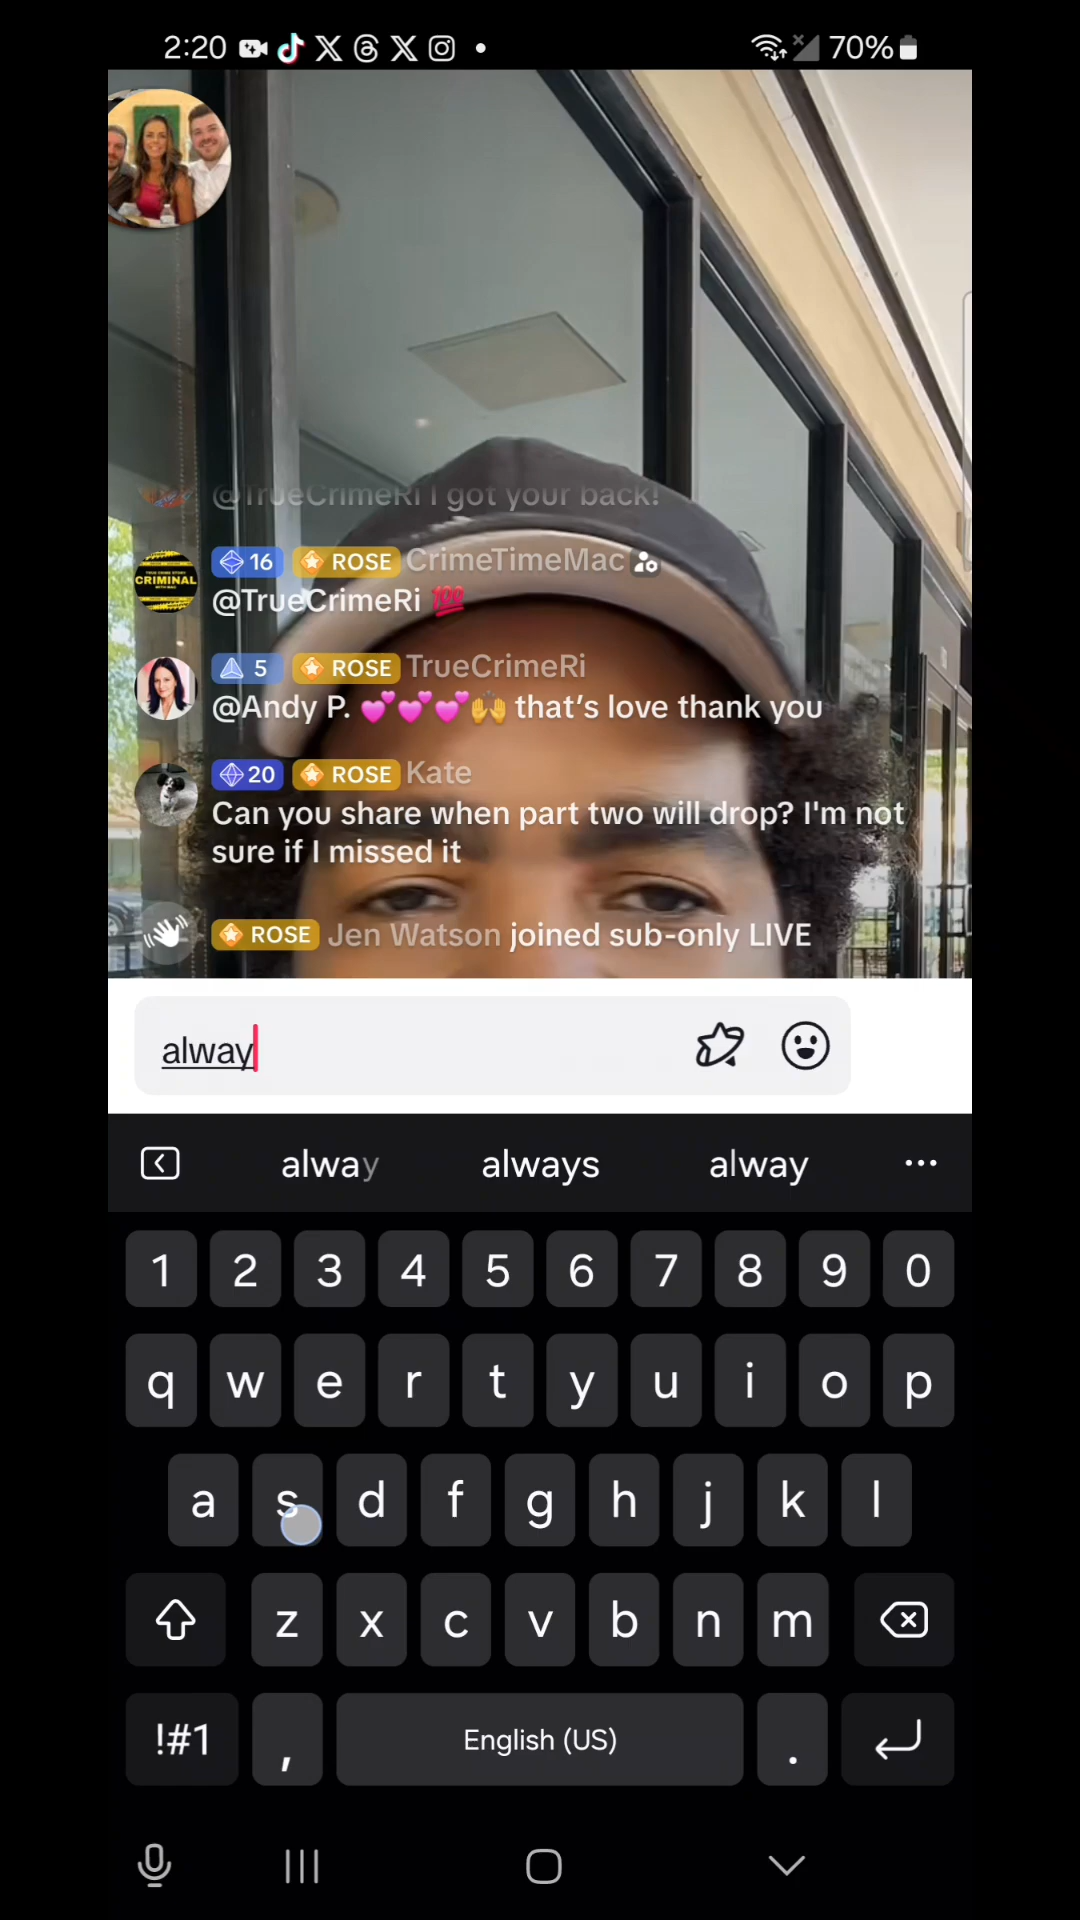 2:20
70%
@TrueCrimeRi I got your back!
16 ROSE CrimeTimeMac
CRIMINAL
@TrueCrimeRi 💯
5 ROSE TrueCrimeRi
@Andy P. 💕💕💕🙌 that's love thank you
20 ROSE Kate
Can you share when part two will drop? I'm not
sure if I missed it
ROSE Jen Watson joined sub-only LIVE
alway
alway always alway
1 2 3 4 5 6 7 8 9 0
q w e r t y u i o p
a s d f g h j k l
z x c v b n m
!#1 , English (US) .